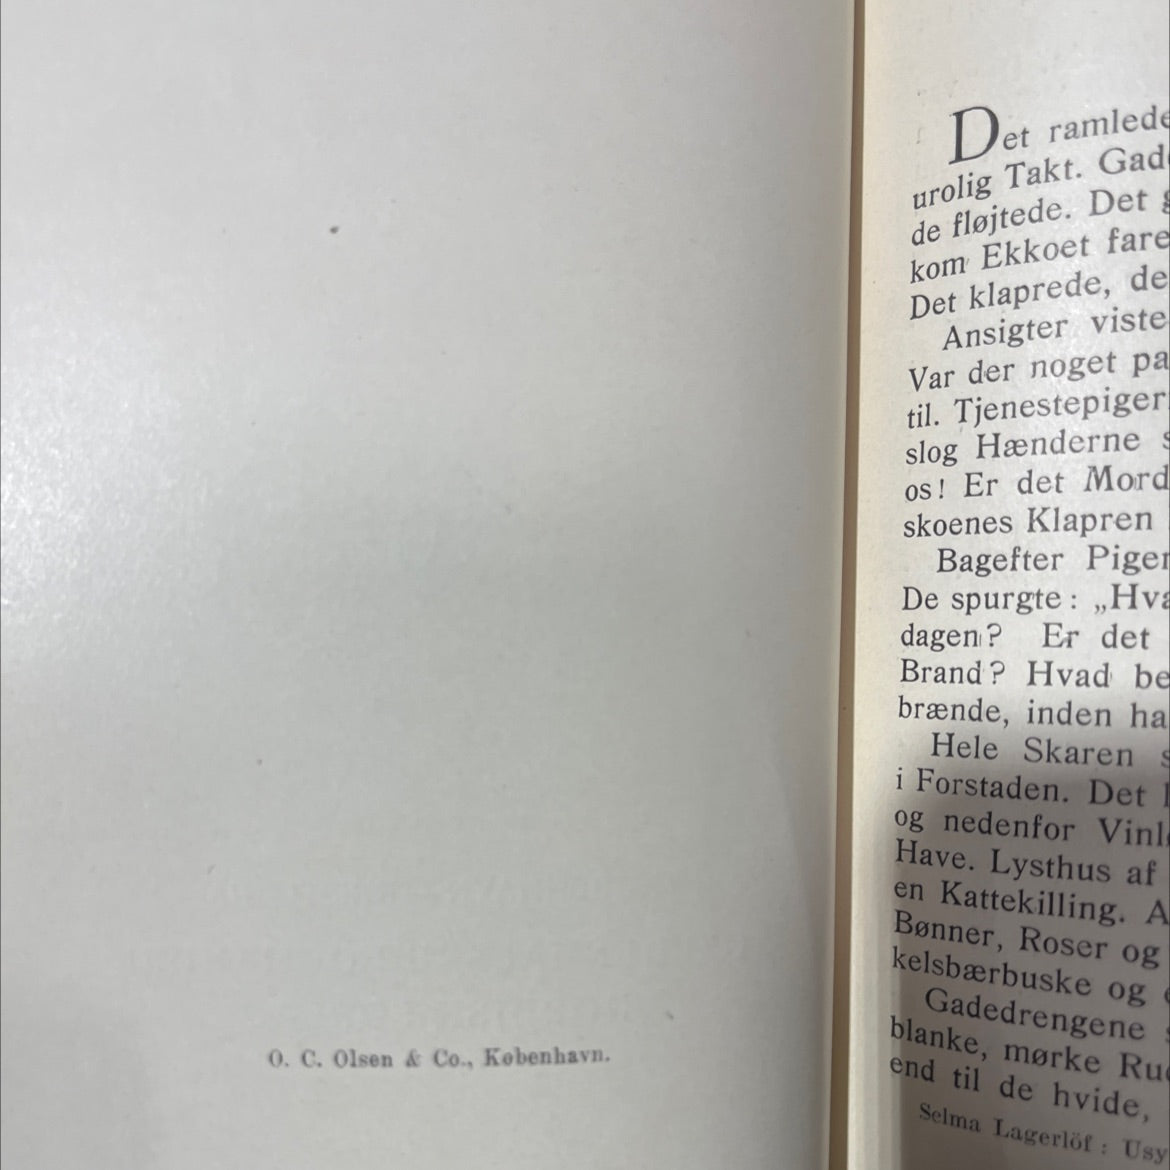 O. C. Olsen & Co., København.
Det ramlede
urolig Takt. Gad
de fløjtede. Det
kom Ekkoet fare
Det klaprede, de
Ansigter viste
Var der noget pa
til. Tjenestepiger
slog Hænderne s
os! Er det Mord
skoenes Klapren
Bagefter Piger
De spurgte: „Hva
dagen? Er det
Brand? Hvad be
brænde, inden ha
Hele Skaren s
i Forstaden. Det
og nedenfor Vinl
Have. Lysthus af
en Kattekilling. A
Bønner, Roser og
kelsbærbuske og
Gadedrengene
blanke, mørke Ru
end til de hvide,
Selma Lagerlöf: Usy